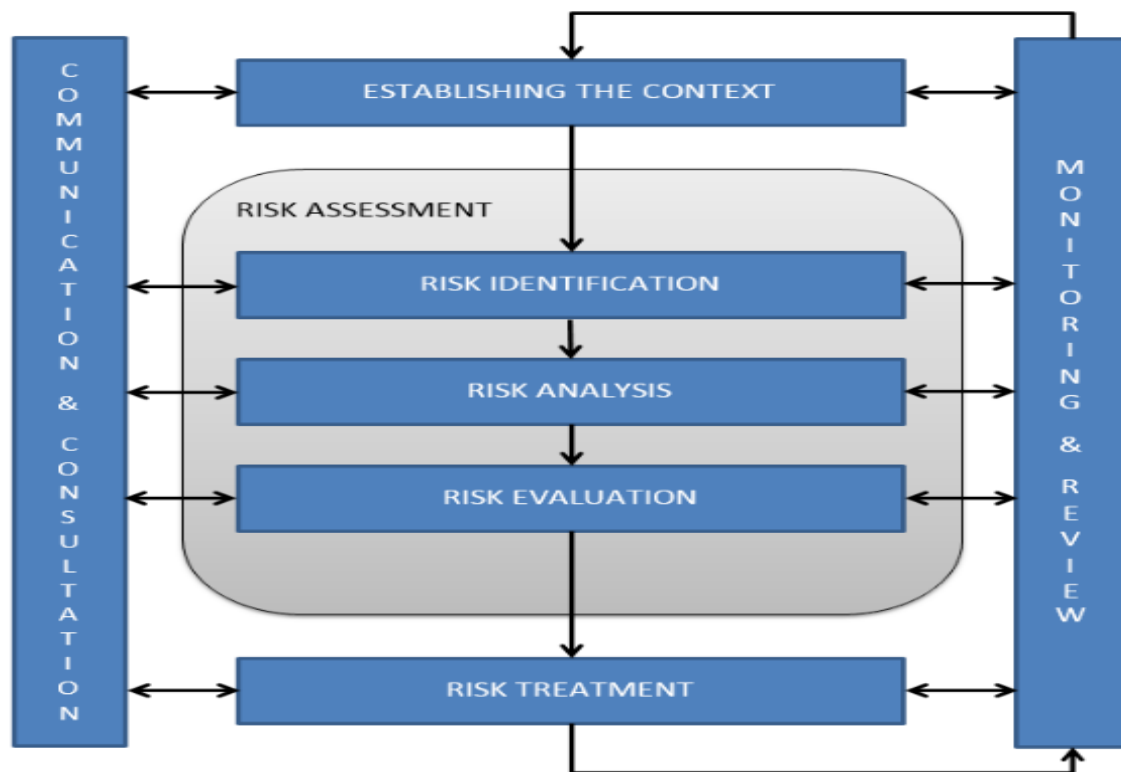 COMMUNICATION & CONSULTATION
ESTABLISHING THE CONTEXT
RISK ASSESSMENT
RISK IDENTIFICATION
RISK ANALYSIS
RISK EVALUATION
RISK TREATMENT
MONITORING & REVIEW